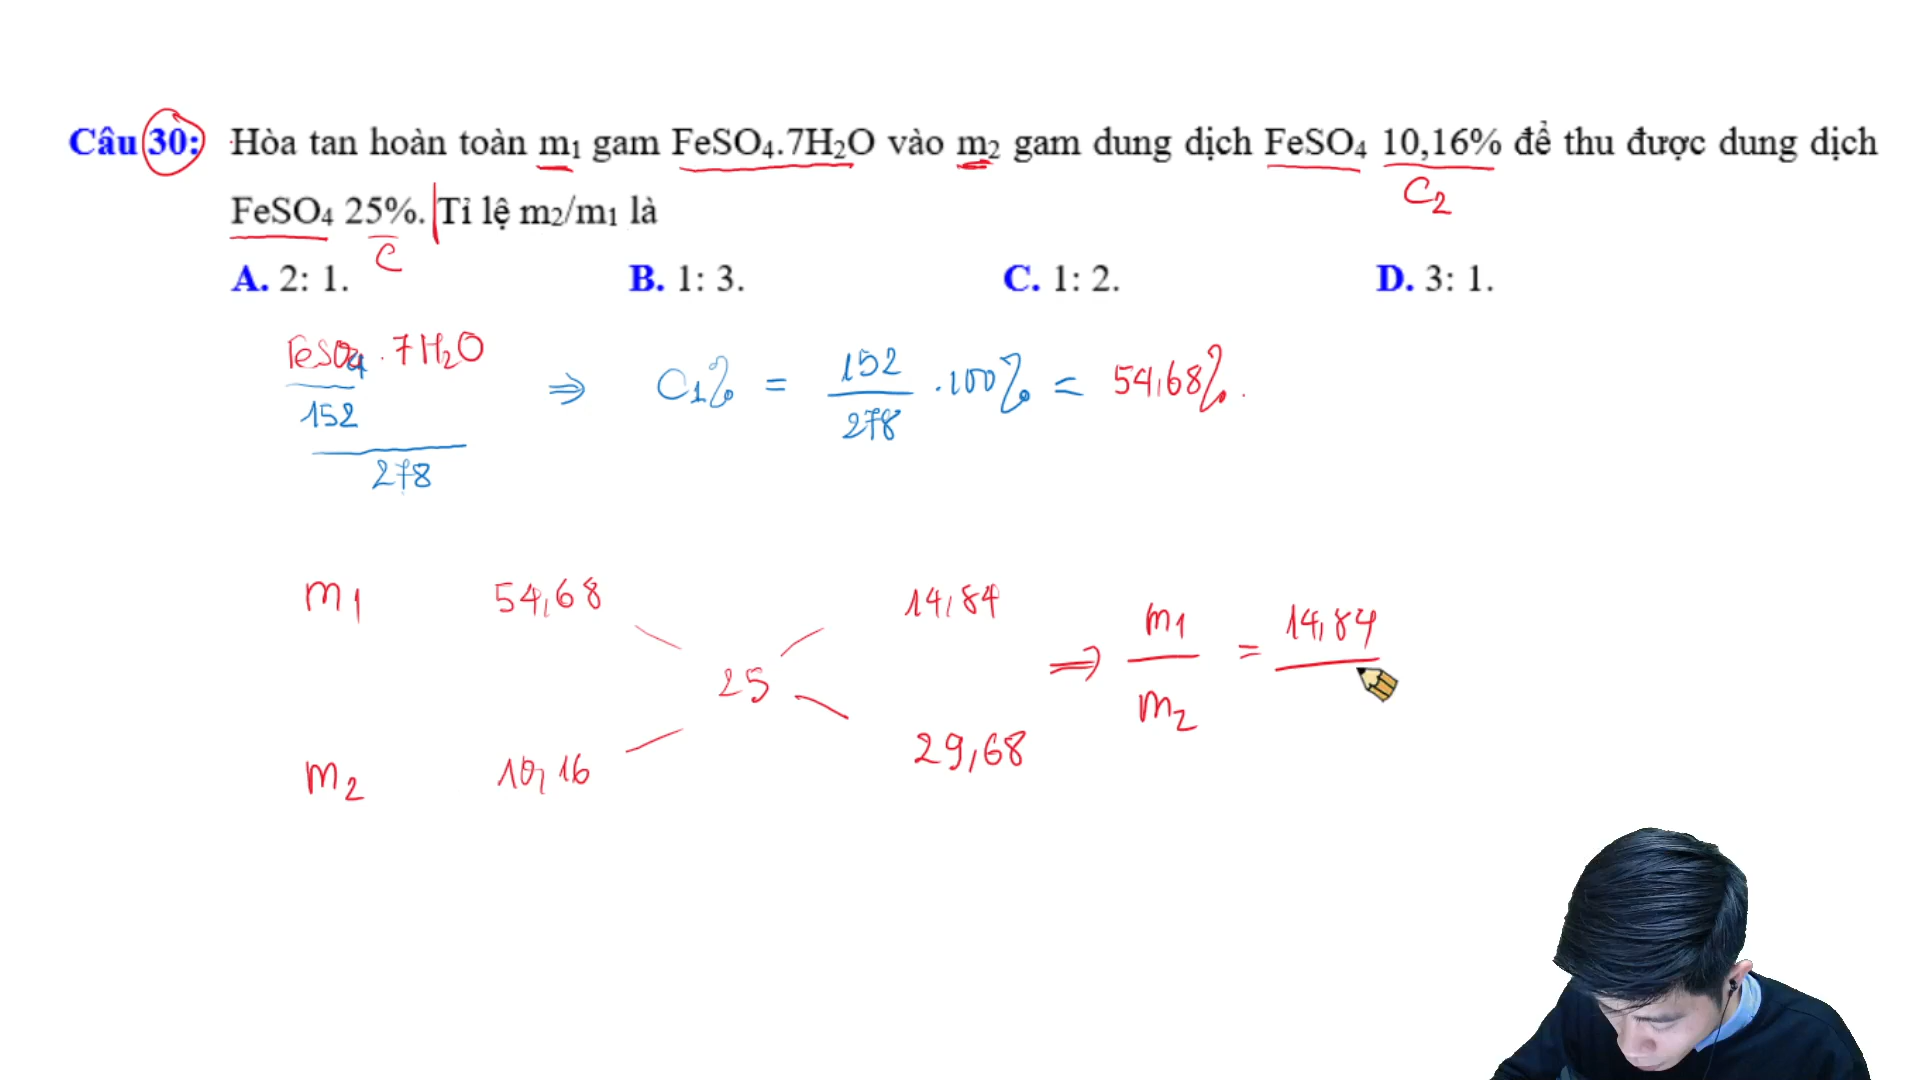 Câu 30: Hòa tan hoàn toàn m1 gam FeSO4.7H2O vào m2 gam dung dịch FeSO4 10,16% để thu được dung dịch
C2
FeSO4 25%. Tỉ lệ m2/m1 là
C
A. 2: 1. B. 1: 3. C. 1: 2. D. 3: 1.
FeSO4 . 7H2O
152
278
⇒ C1% = 152/278 .100% = 54,68%.
m1 54,68 14,84
25
m2 10,16 29,68
⇒ m1/m2 = 14,84